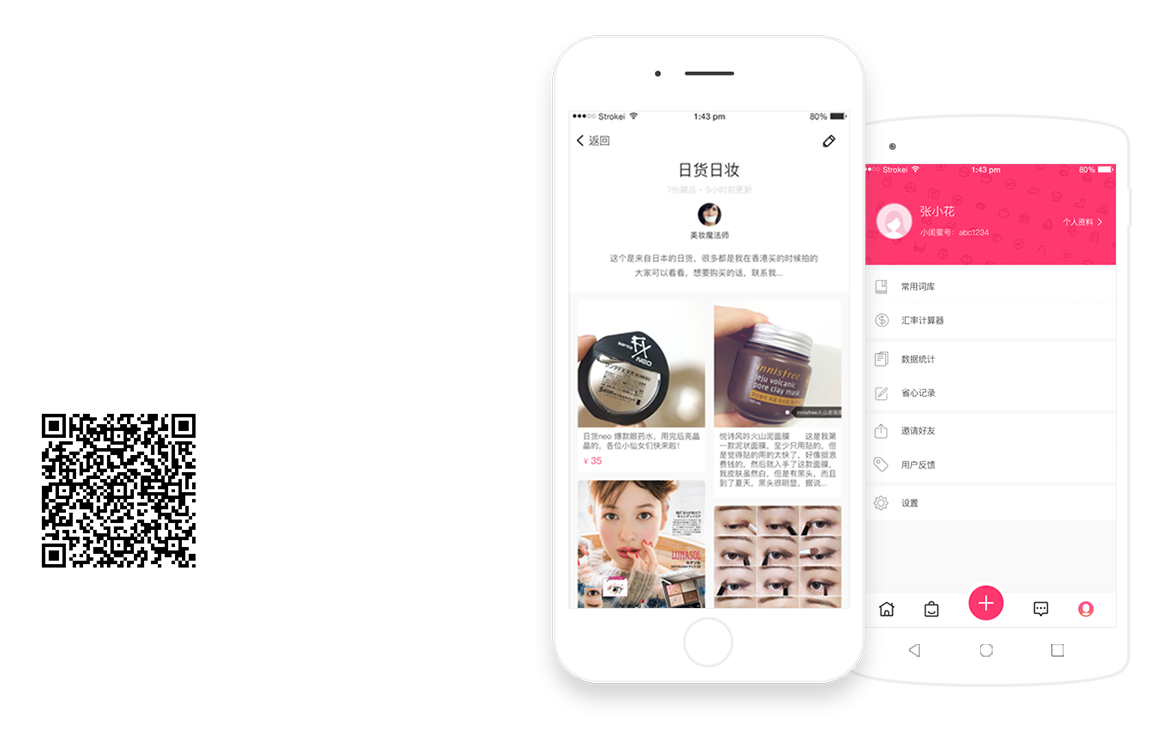 Strokei
1:43 pm
80%
返回
日货日妆
7份藏品・9小时前更新
美妆魔法师
这个是来自日本的日货，很多都是我在香港买的时候拍的
大家可以看看，想要购买的话，联系我...
FX
NEO
innisfree
jeju volcanic
pore clay mask
日货neo 爆款眼药水，用完后亮晶
晶的，各位小仙女们快来啦！
¥ 35
悦诗风吟火山泥面膜 这是我第
一款泥状面膜，至少只用贴的，但
是觉得贴的用的太快了，好像挺浪
费钱的，然后就入手了这款面膜，
我皮肤虽然白，但是有黑头，而且
到了夏天，黑头很明显，据说...
LUNASOL
Strokei
1:43 pm
80%
张小花
小闺蜜号：abc1234
个人资料
常用词库
汇率计算器
数据统计
省心记录
邀请好友
用户反馈
设置